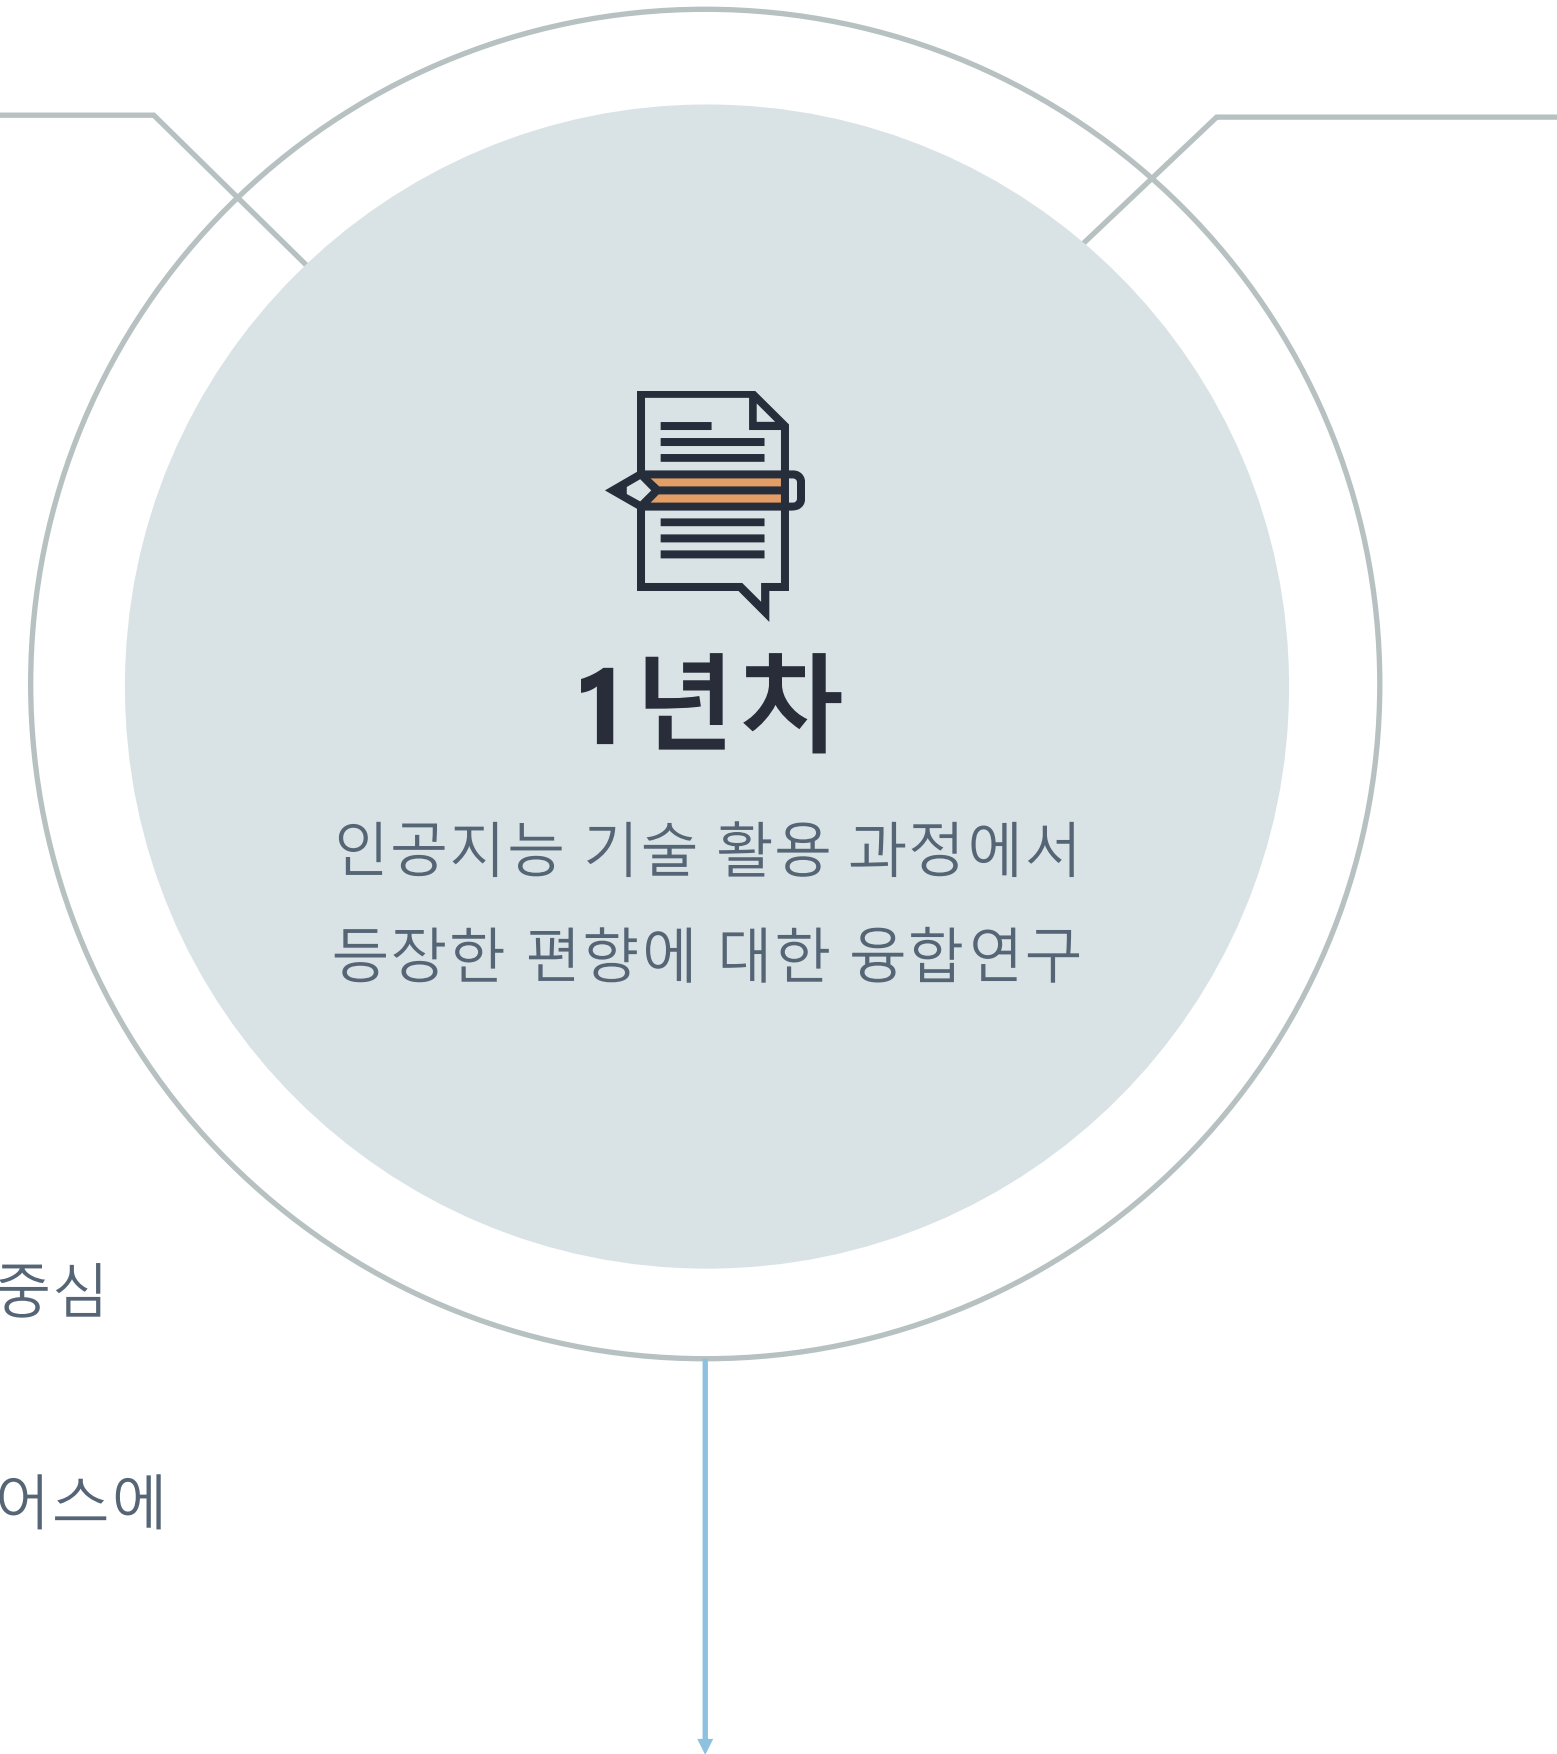 1년차
인공지능 기술 활용 과정에서
등장한 편향에 대한 융합연구
중심
어스에